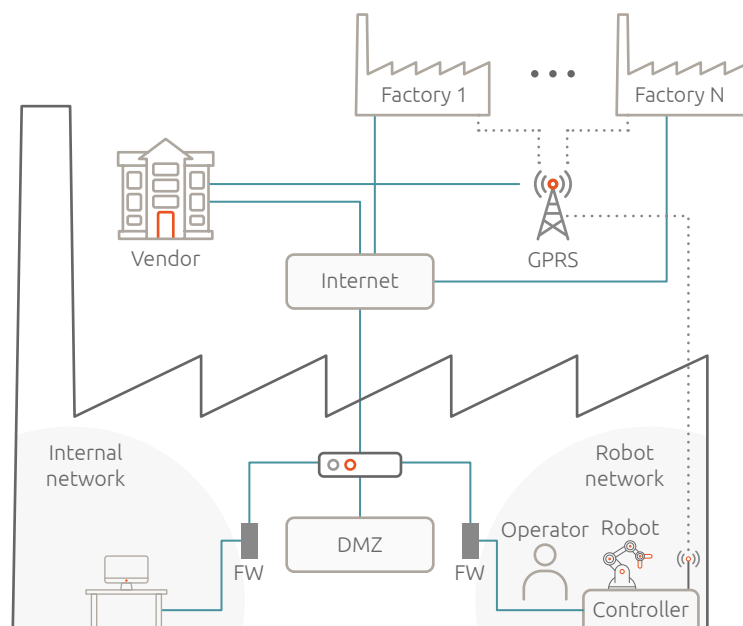 Factory 1
Factory N
Vendor
GPRS
Internet
Internal
network
Robot
network
FW
DMZ
FW
Operator
Robot
Controller